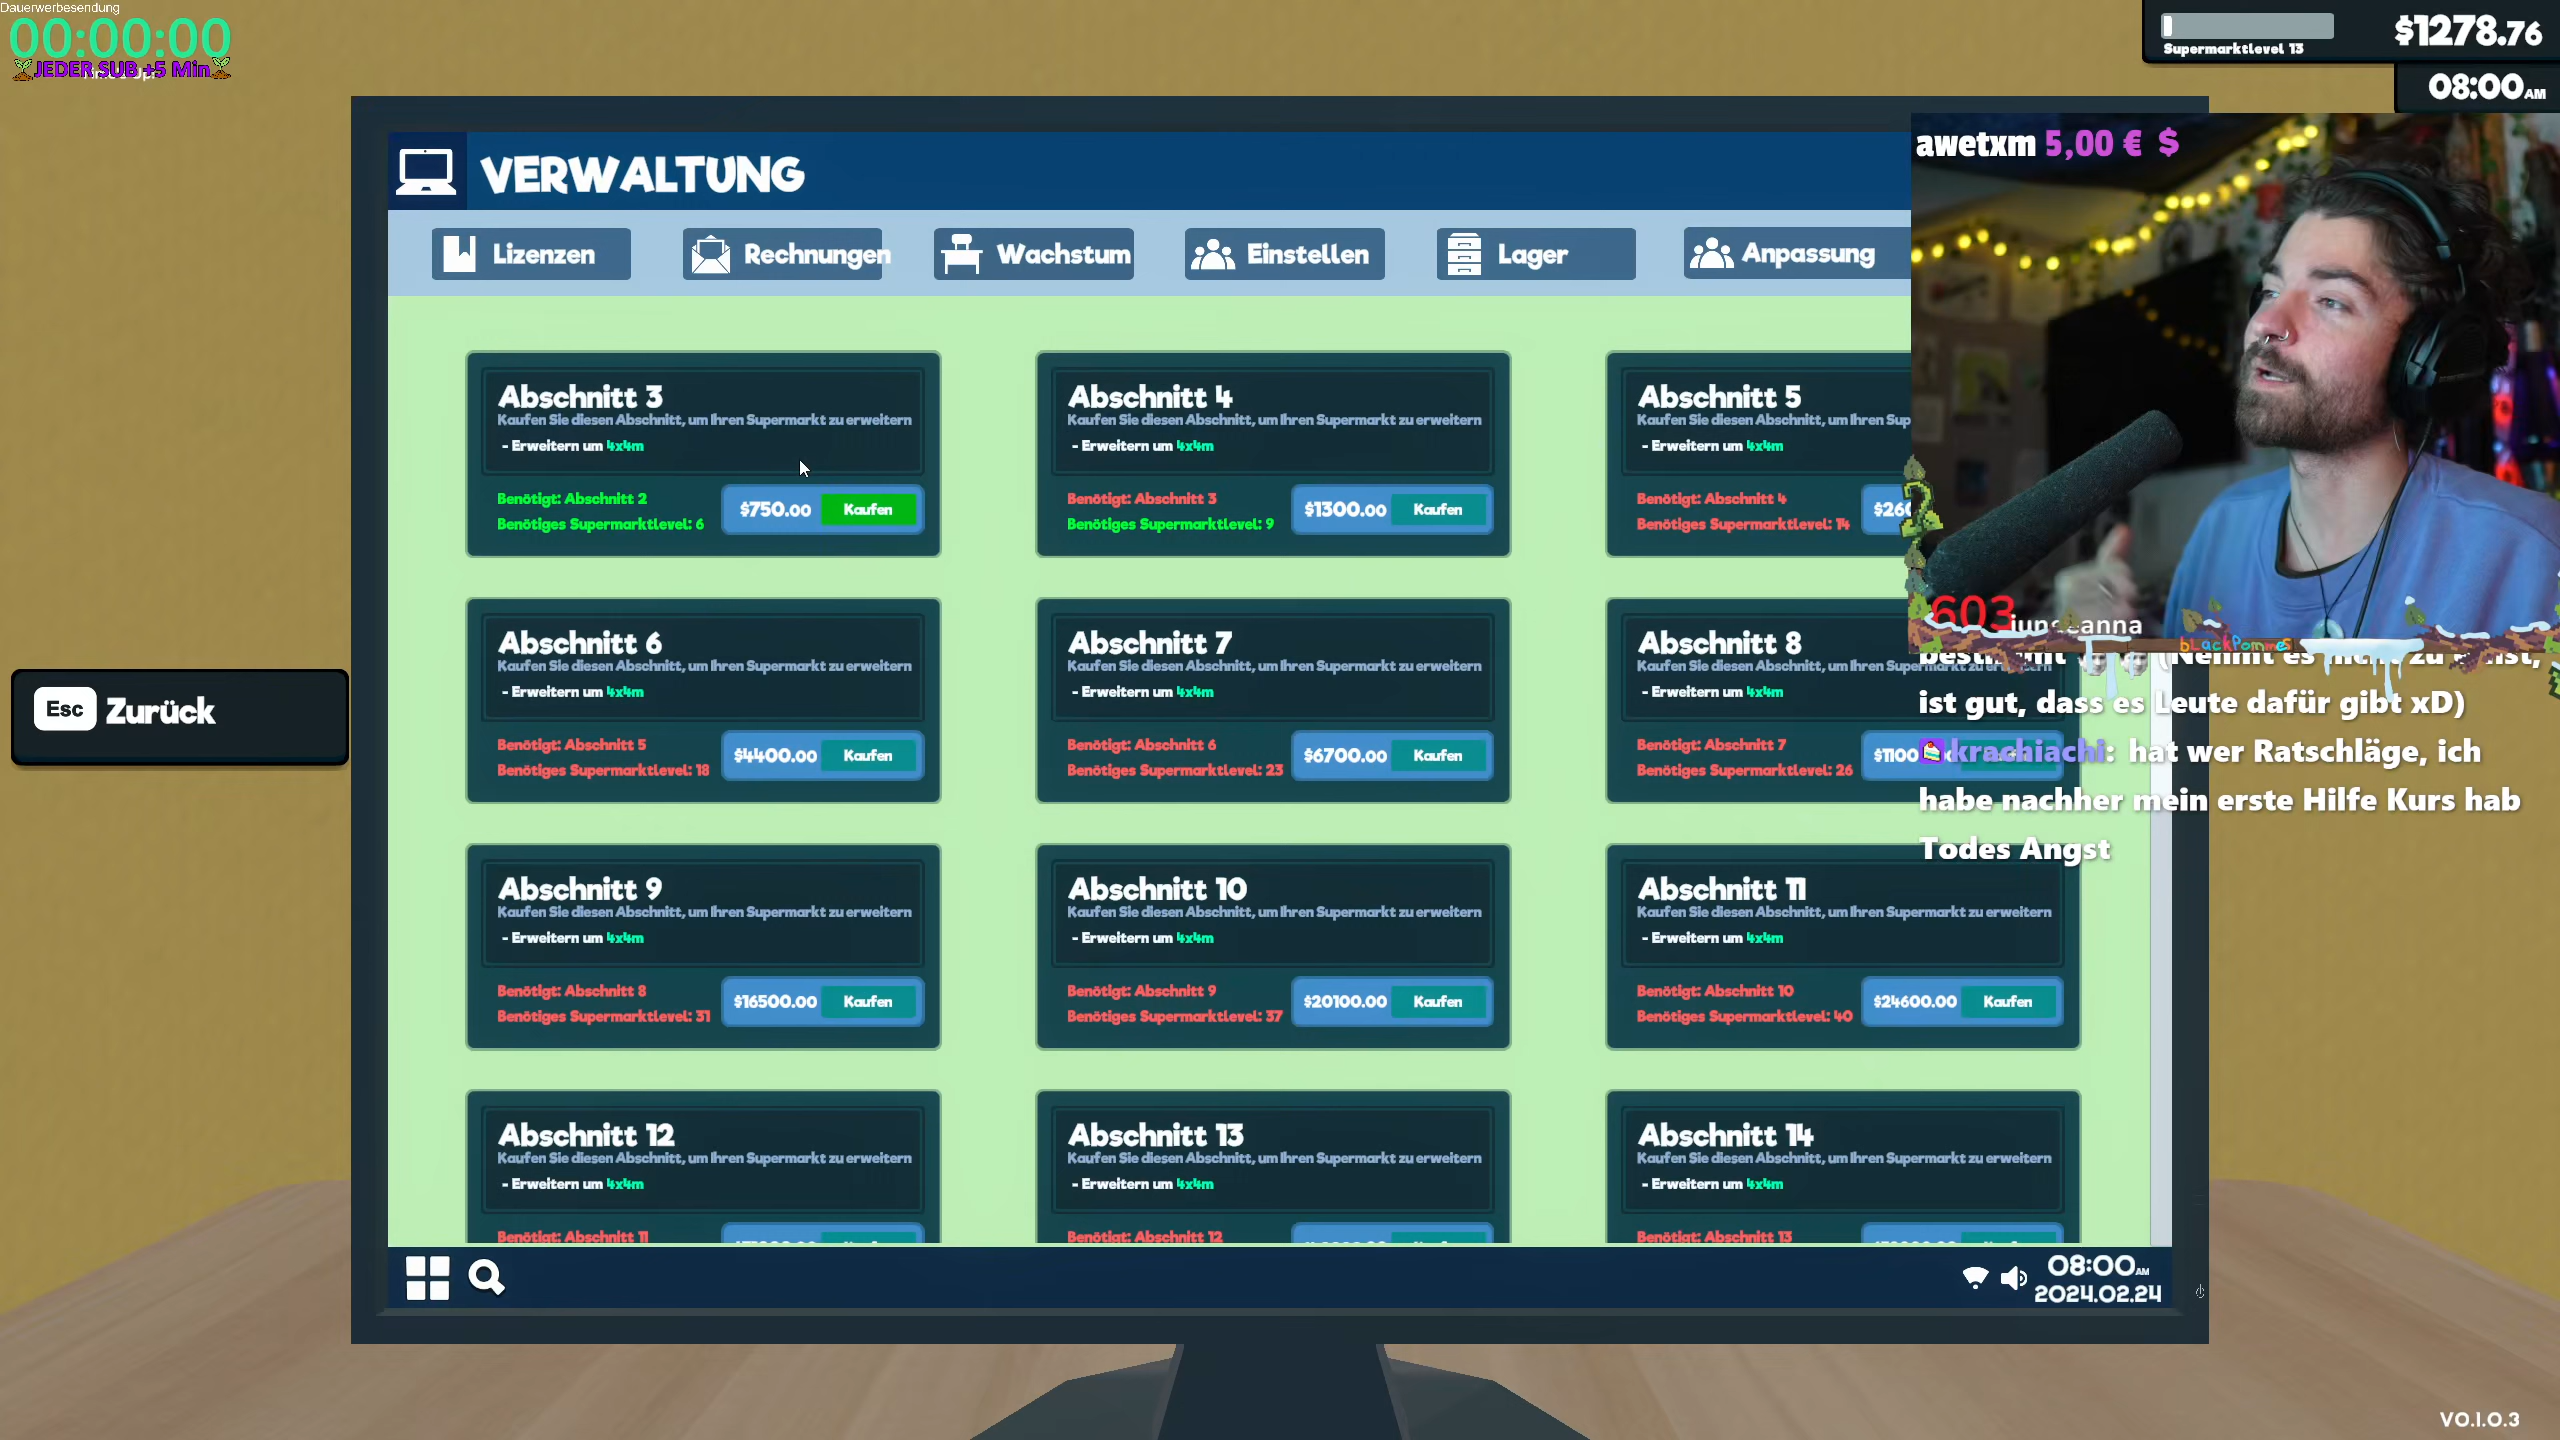 Dauerwerbesendung
00:00:00
JEDER SUB +5 Min
Supermarktlevel 13
$1278.76
08:00AM
awetxm 5,00 € $
VERWALTUNG
Lizenzen
Rechnungen
Wachstum
Einstellen
Lager
Anpassung
Abschnitt 3
Kaufen Sie diesen Abschnitt, um Ihren Supermarkt zu erweitern
- Erweitern um 4x4m
Benötigt: Abschnitt 2
Benötiges Supermarktlevel: 6
$750.00 Kaufen
Abschnitt 4
Kaufen Sie diesen Abschnitt, um Ihren Supermarkt zu erweitern
- Erweitern um 4x4m
Benötigt: Abschnitt 3
Benötiges Supermarktlevel: 9
$1300.00 Kaufen
Abschnitt 5
Kaufen Sie diesen Abschnitt, um Ihren
- Erweitern um 4x4m
Benötigt: Abschnitt 4
Benötiges Supermarktlevel: 14
Abschnitt 6
Kaufen Sie diesen Abschnitt, um Ihren Supermarkt zu erweitern
- Erweitern um 4x4m
Benötigt: Abschnitt 5
Benötiges Supermarktlevel: 18
$4400.00 Kaufen
Abschnitt 7
Kaufen Sie diesen Abschnitt, um Ihren Supermarkt zu erweitern
- Erweitern um 4x4m
Benötigt: Abschnitt 6
Benötiges Supermarktlevel: 23
$6700.00 Kaufen
Abschnitt 8
Kaufen Sie diesen Abschnitt, um Ihren Supermarkt zu
- Erweitern um 4x4m
Benötigt: Abschnitt 7
Benötiges Supermarktlevel: 26
Abschnitt 9
Kaufen Sie diesen Abschnitt, um Ihren Supermarkt zu erweitern
- Erweitern um 4x4m
Benötigt: Abschnitt 8
Benötiges Supermarktlevel: 31
$16500.00 Kaufen
Abschnitt 10
Kaufen Sie diesen Abschnitt, um Ihren Supermarkt zu erweitern
- Erweitern um 4x4m
Benötigt: Abschnitt 9
Benötiges Supermarktlevel: 37
$20100.00 Kaufen
Abschnitt 11
Kaufen Sie diesen Abschnitt, um Ihren Supermarkt zu erweitern
- Erweitern um 4x4m
Benötigt: Abschnitt 10
Benötiges Supermarktlevel: 40
$24600.00 Kaufen
Abschnitt 12
Kaufen Sie diesen Abschnitt, um Ihren Supermarkt zu erweitern
- Erweitern um 4x4m
Benötigt: Abschnitt 11
Abschnitt 13
Kaufen Sie diesen Abschnitt, um Ihren Supermarkt zu erweitern
- Erweitern um 4x4m
Benötigt: Abschnitt 12
Abschnitt 14
Kaufen Sie diesen Abschnitt, um Ihren Supermarkt zu erweitern
- Erweitern um 4x4m
Benötigt: Abschnitt 13
Esc Zurück
603
blackpommes
ist gut, dass es Leute dafür gibt xD)
krachiachi: hat wer Ratschläge, ich
habe nachher mein erste Hilfe Kurs hab
Todes Angst
08:00AM
2024.02.24
V0.1.0.3